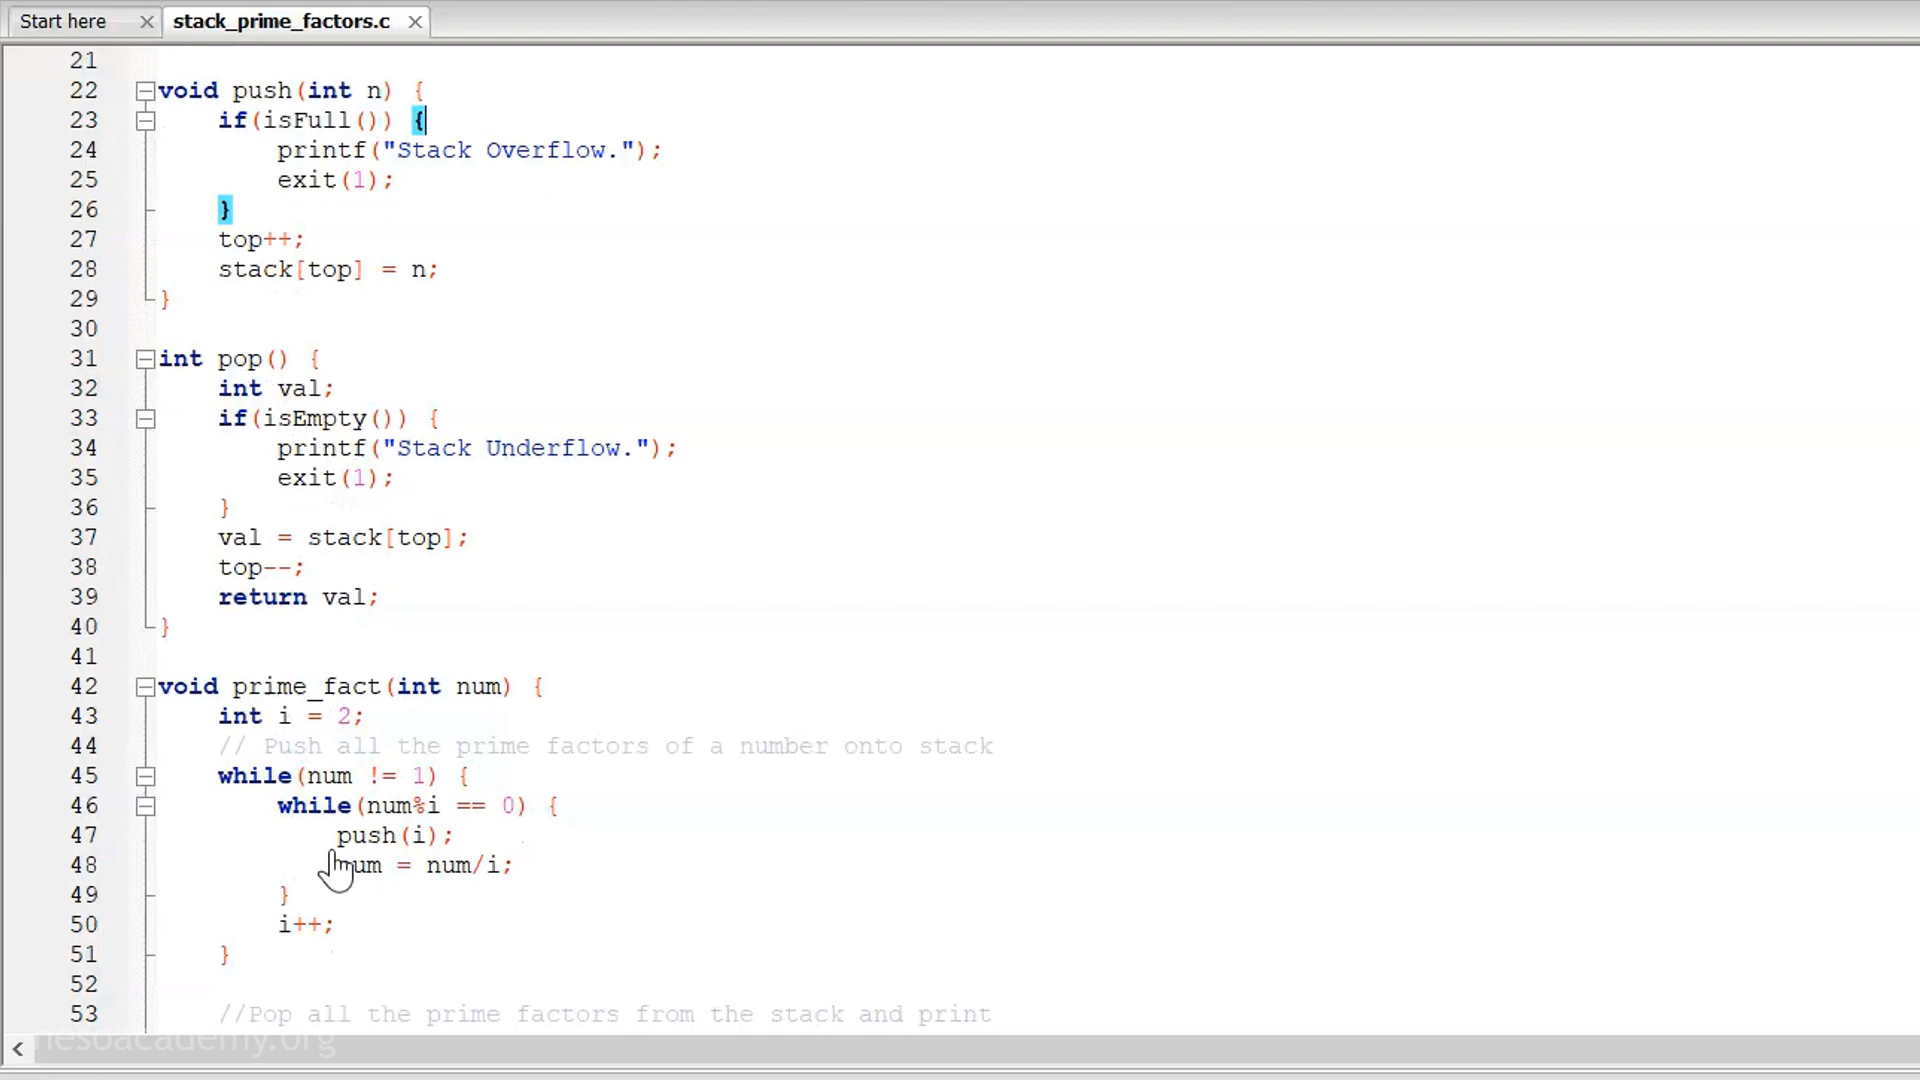 Start here
stack_prime_factors.c
21
22 void push(int n) {
23     if(isFull()) {
24         printf("Stack Overflow.");
25         exit(1);
26     }
27     top++;
28     stack[top] = n;
29 }
30
31 int pop() {
32     int val;
33     if(isEmpty()) {
34         printf("Stack Underflow.");
35         exit(1);
36     }
37     val = stack[top];
38     top--;
39     return val;
40 }
41
42 void prime_fact(int num) {
43     int i = 2;
44     // Push all the prime factors of a number onto stack
45     while(num != 1) {
46         while(num%i == 0) {
47             push(i);
48             num = num/i;
49         }
50         i++;
51     }
52
53     //Pop all the prime factors from the stack and print
nesoacademy.org